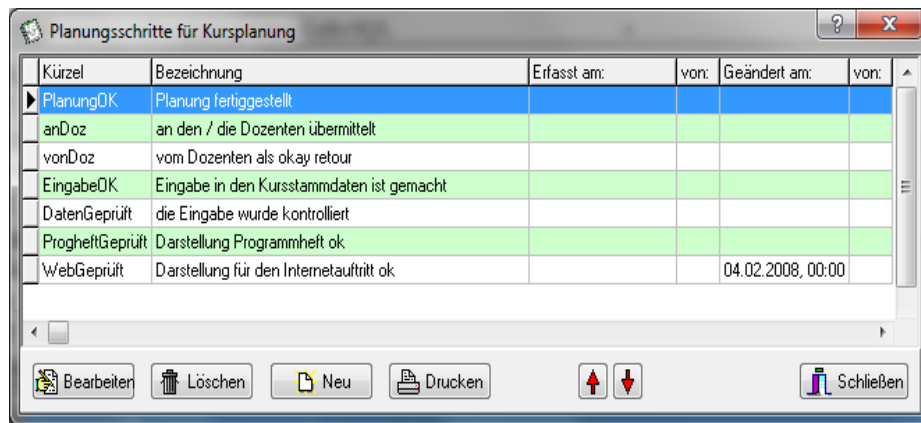 Planungsschritte für Kursplanung
Kürzel Bezeichnung Erfasst am: von: Geändert am: von:
PlanungOK Planung fertiggestellt
anDoz an den / die Dozenten übermittelt
vonDoz vom Dozenten als okay retour
EingabeOK Eingabe in den Kursstammdaten ist gemacht
DatenGeprüft die Eingabe wurde kontrolliert
ProgheftGeprüft Darstellung Programmheft ok
WebGeprüft Darstellung für den Internetauftritt ok 04.02.2008, 00:00
Bearbeiten Löschen Neu Drucken Schließen